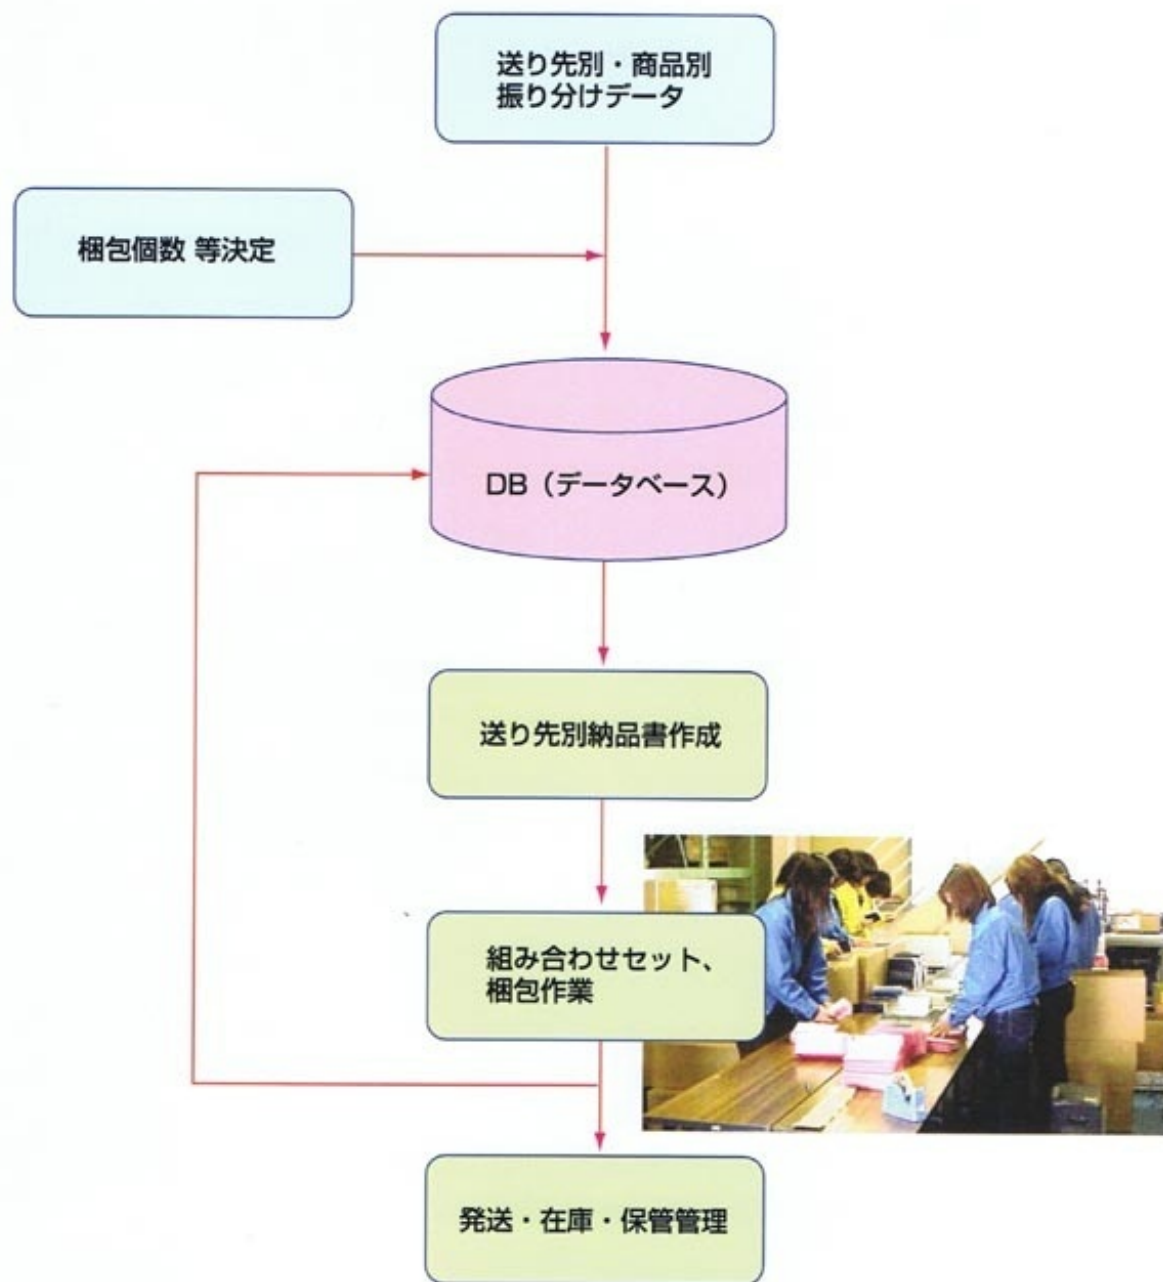 送り先別・商品別
振り分けデータ
梱包個数 等決定
DB（データベース）
送り先別納品書作成
組み合わせセット、
梱包作業
発送・在庫・保管管理